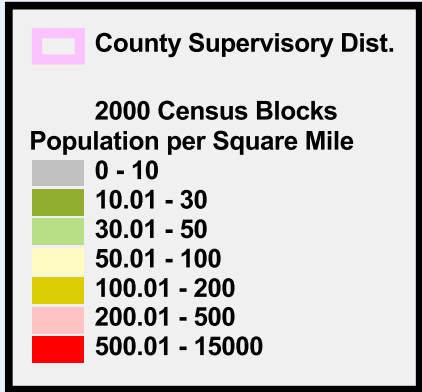 County Supervisory Dist.
2000 Census Blocks
Population per Square Mile
0 - 10
10.01 - 30
30.01 - 50
50.01 - 100
100.01 - 200
200.01 - 500
500.01 - 15000